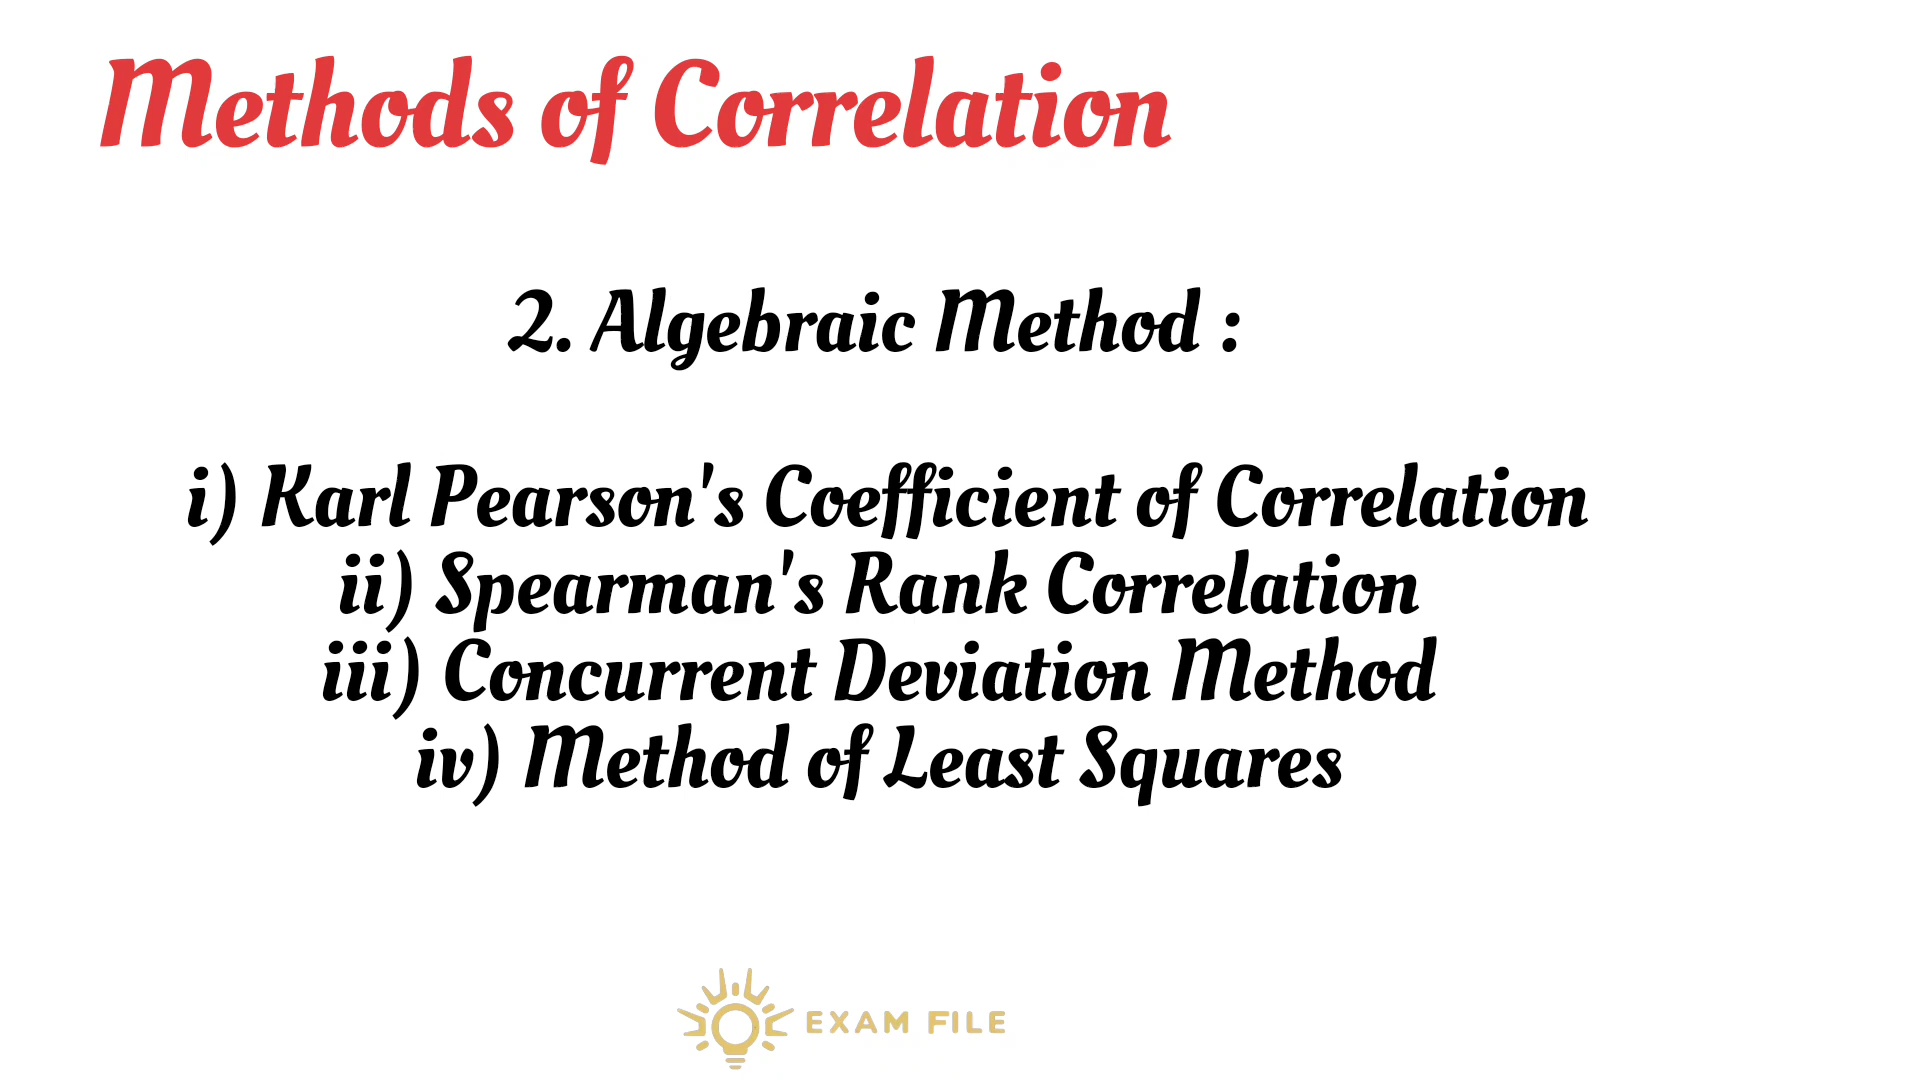 Methods of Correlation
2. Algebraic Method :
i) Karl Pearson's Coefficient of Correlation
ii) Spearman's Rank Correlation
iii) Concurrent Deviation Method
iv) Method of Least Squares
EXAM FILE